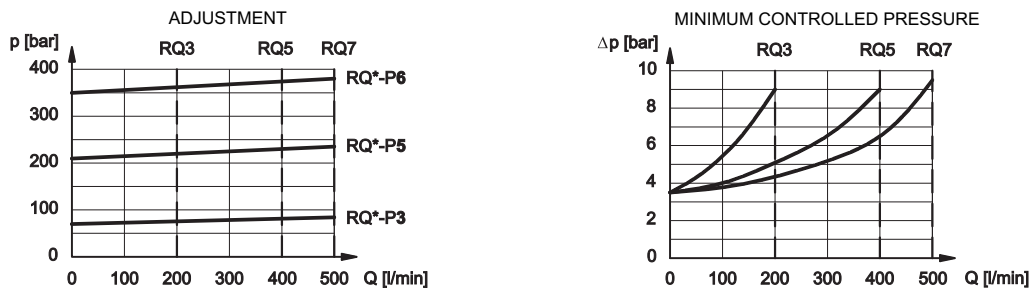 ADJUSTMENT
p [bar]
RQ3 RQ5 RQ7
400
300
200
100
0
RQ*-P6
RQ*-P5
RQ*-P3
0 100 200 300 400 500 Q [l/min]
MINIMUM CONTROLLED PRESSURE
Δp [bar]
RQ3 RQ5 RQ7
10
8
6
4
2
0
0 100 200 300 400 500 Q [l/min]